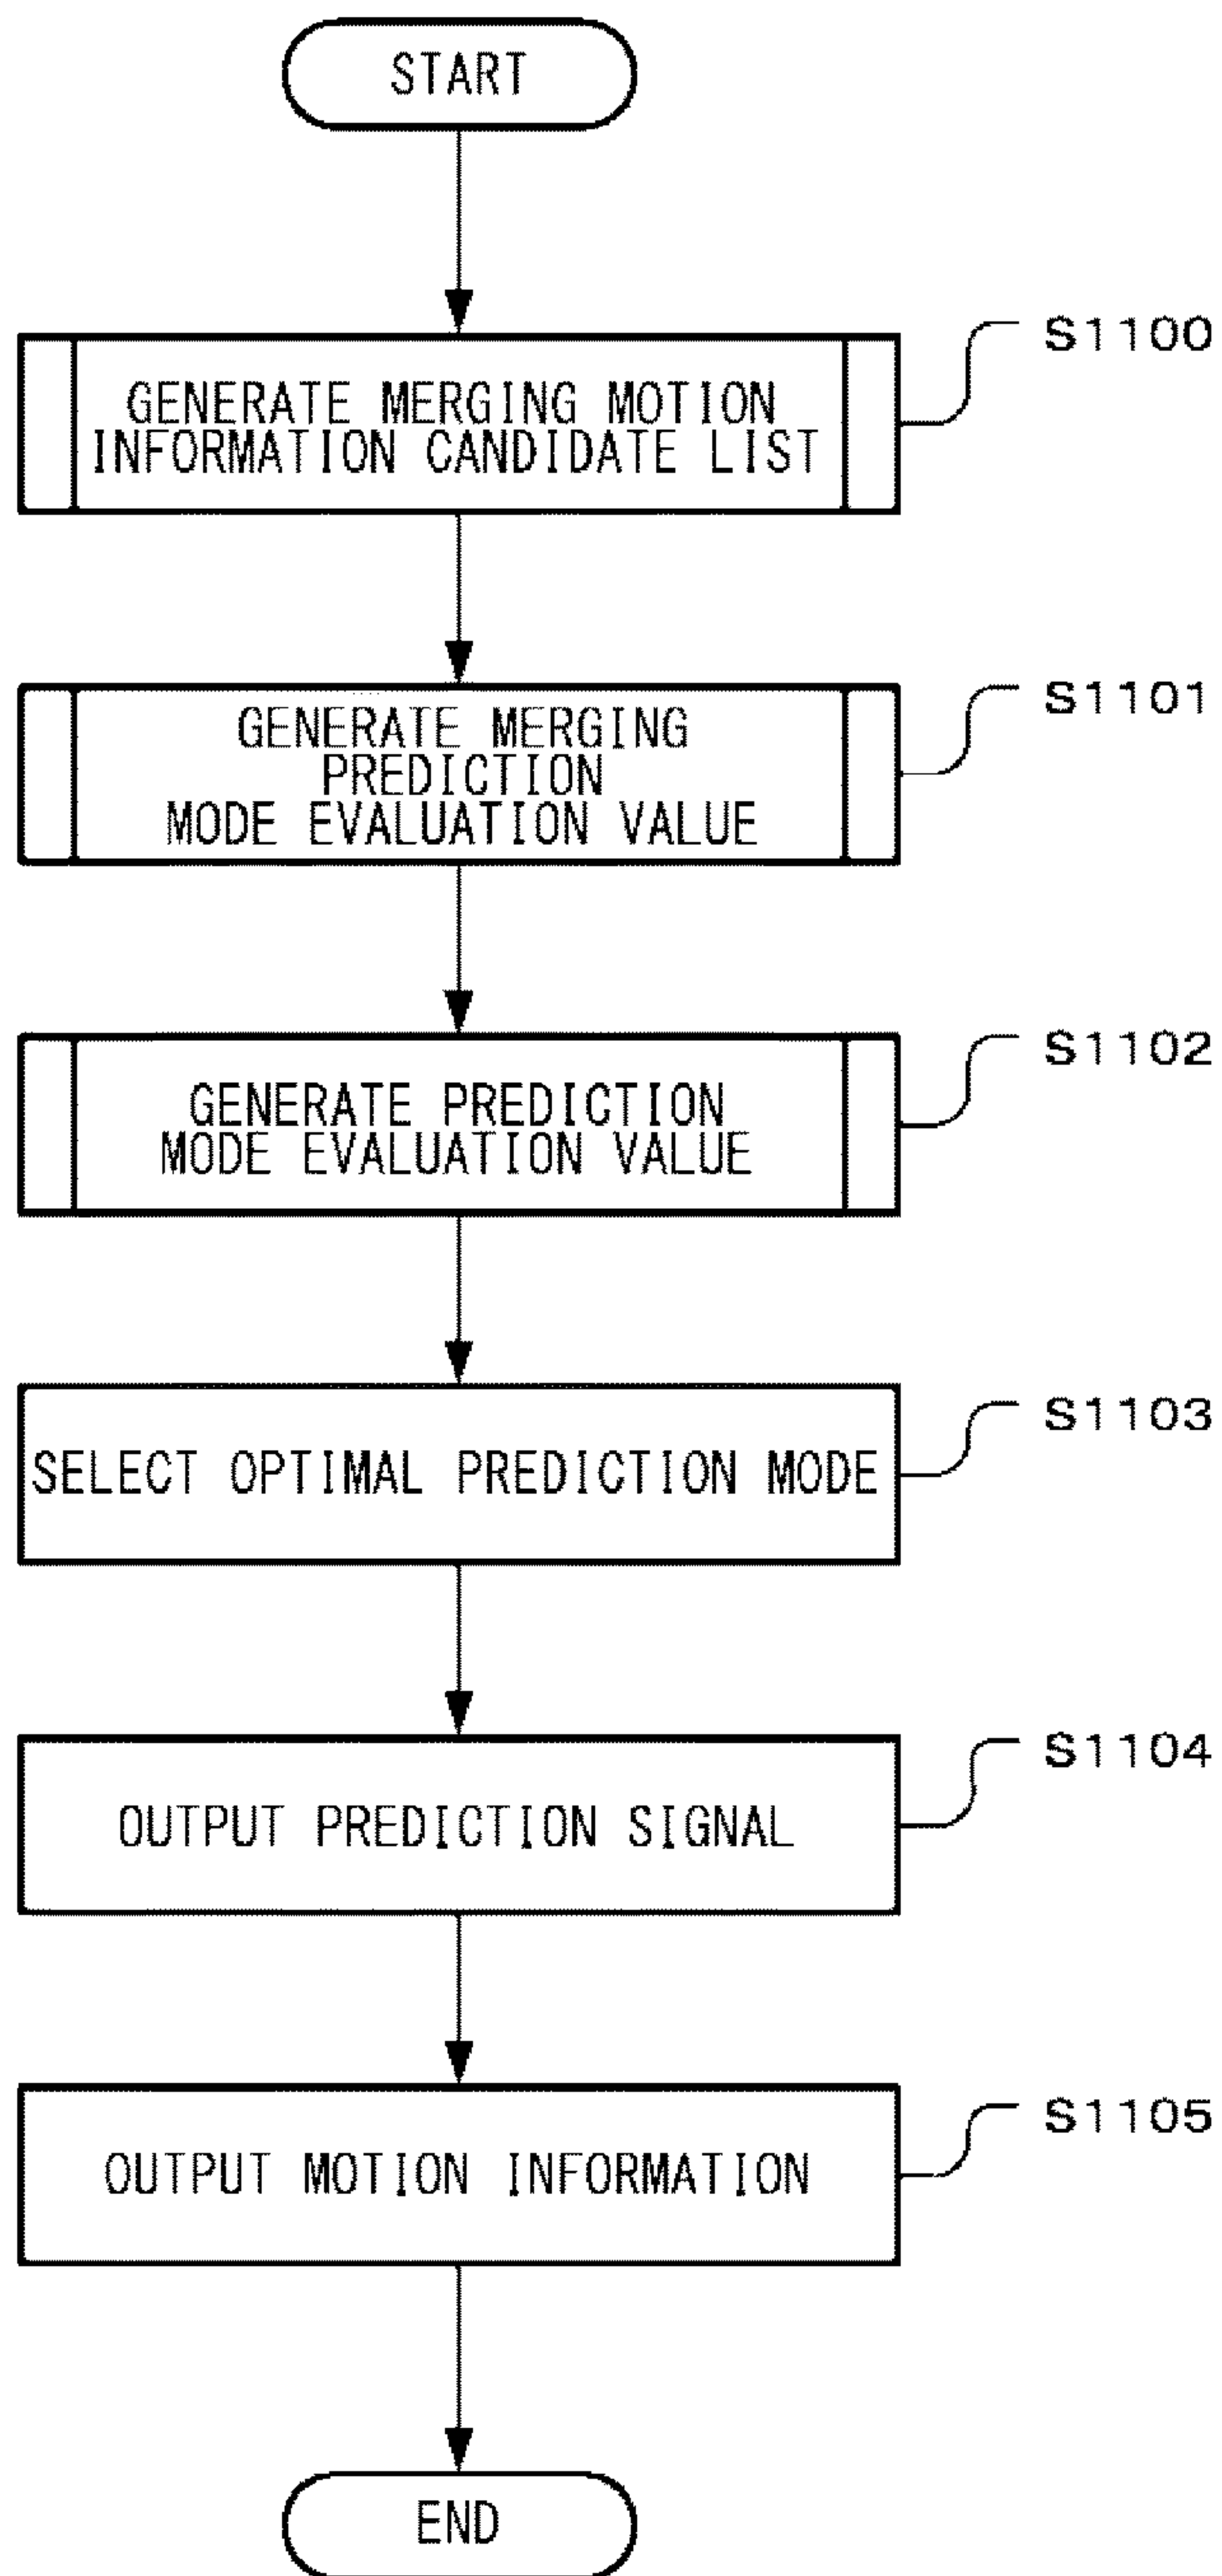 START
S1100
GENERATE MERGING MOTION
INFORMATION CANDIDATE LIST
S1101
GENERATE MERGING
PREDICTION
MODE EVALUATION VALUE
S1102
GENERATE PREDICTION
MODE EVALUATION VALUE
S1103
SELECT OPTIMAL PREDICTION MODE
S1104
OUTPUT PREDICTION SIGNAL
S1105
OUTPUT MOTION INFORMATION
END